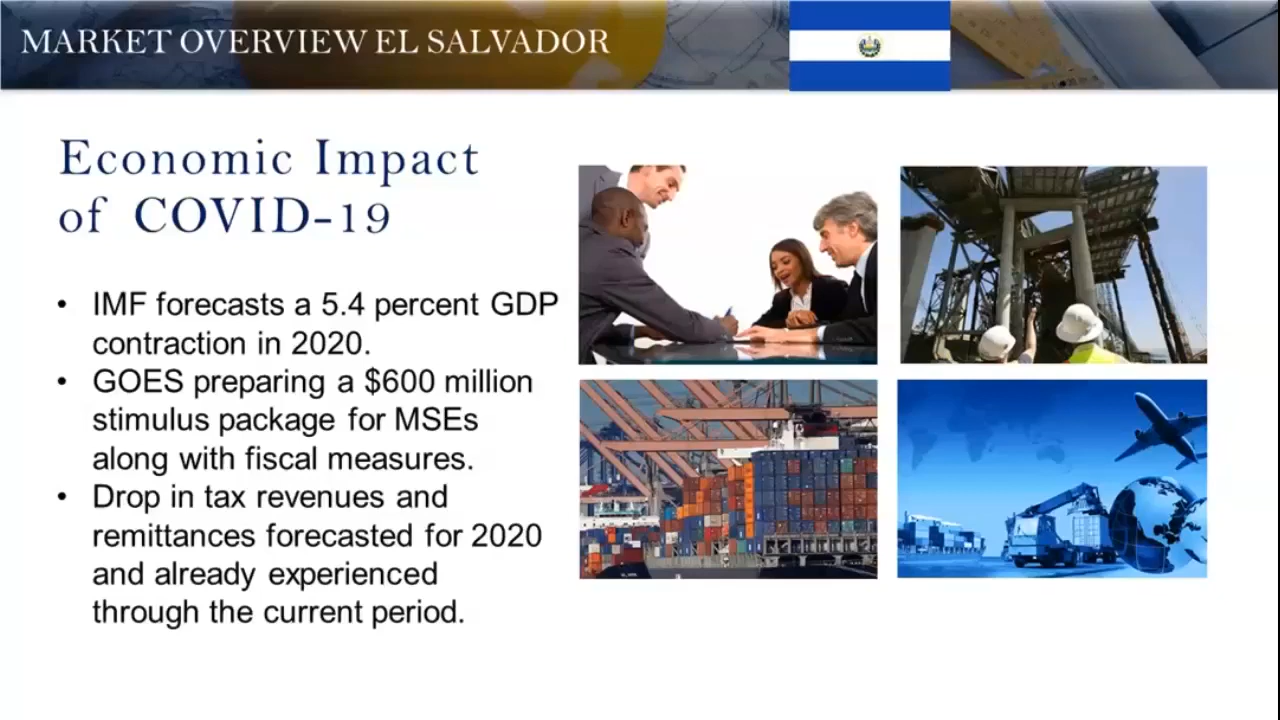 MARKET OVERVIEW EL SALVADOR
Economic Impact
of COVID-19
• IMF forecasts a 5.4 percent GDP
contraction in 2020.
• GOES preparing a $600 million
stimulus package for MSEs
along with fiscal measures.
• Drop in tax revenues and
remittances forecasted for 2020
and already experienced
through the current period.